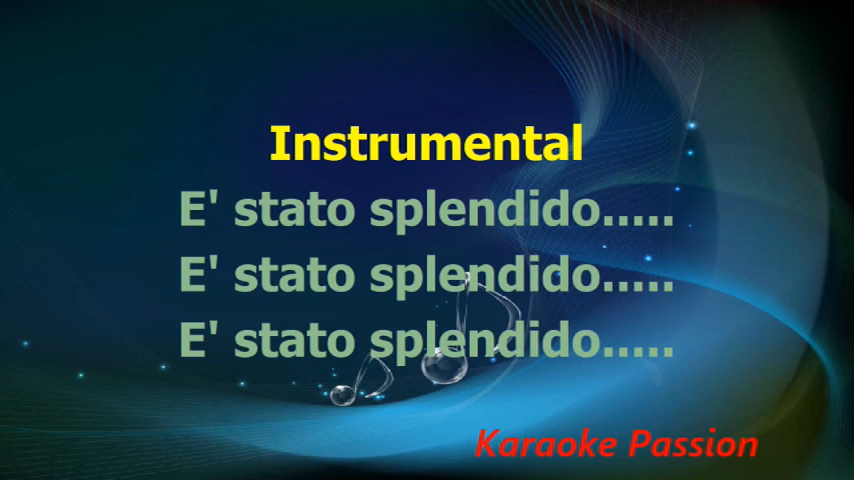 Instrumental
E' stato splendido.....
E' stato splendido.....
E' stato splendido.....
Karaoke Passion